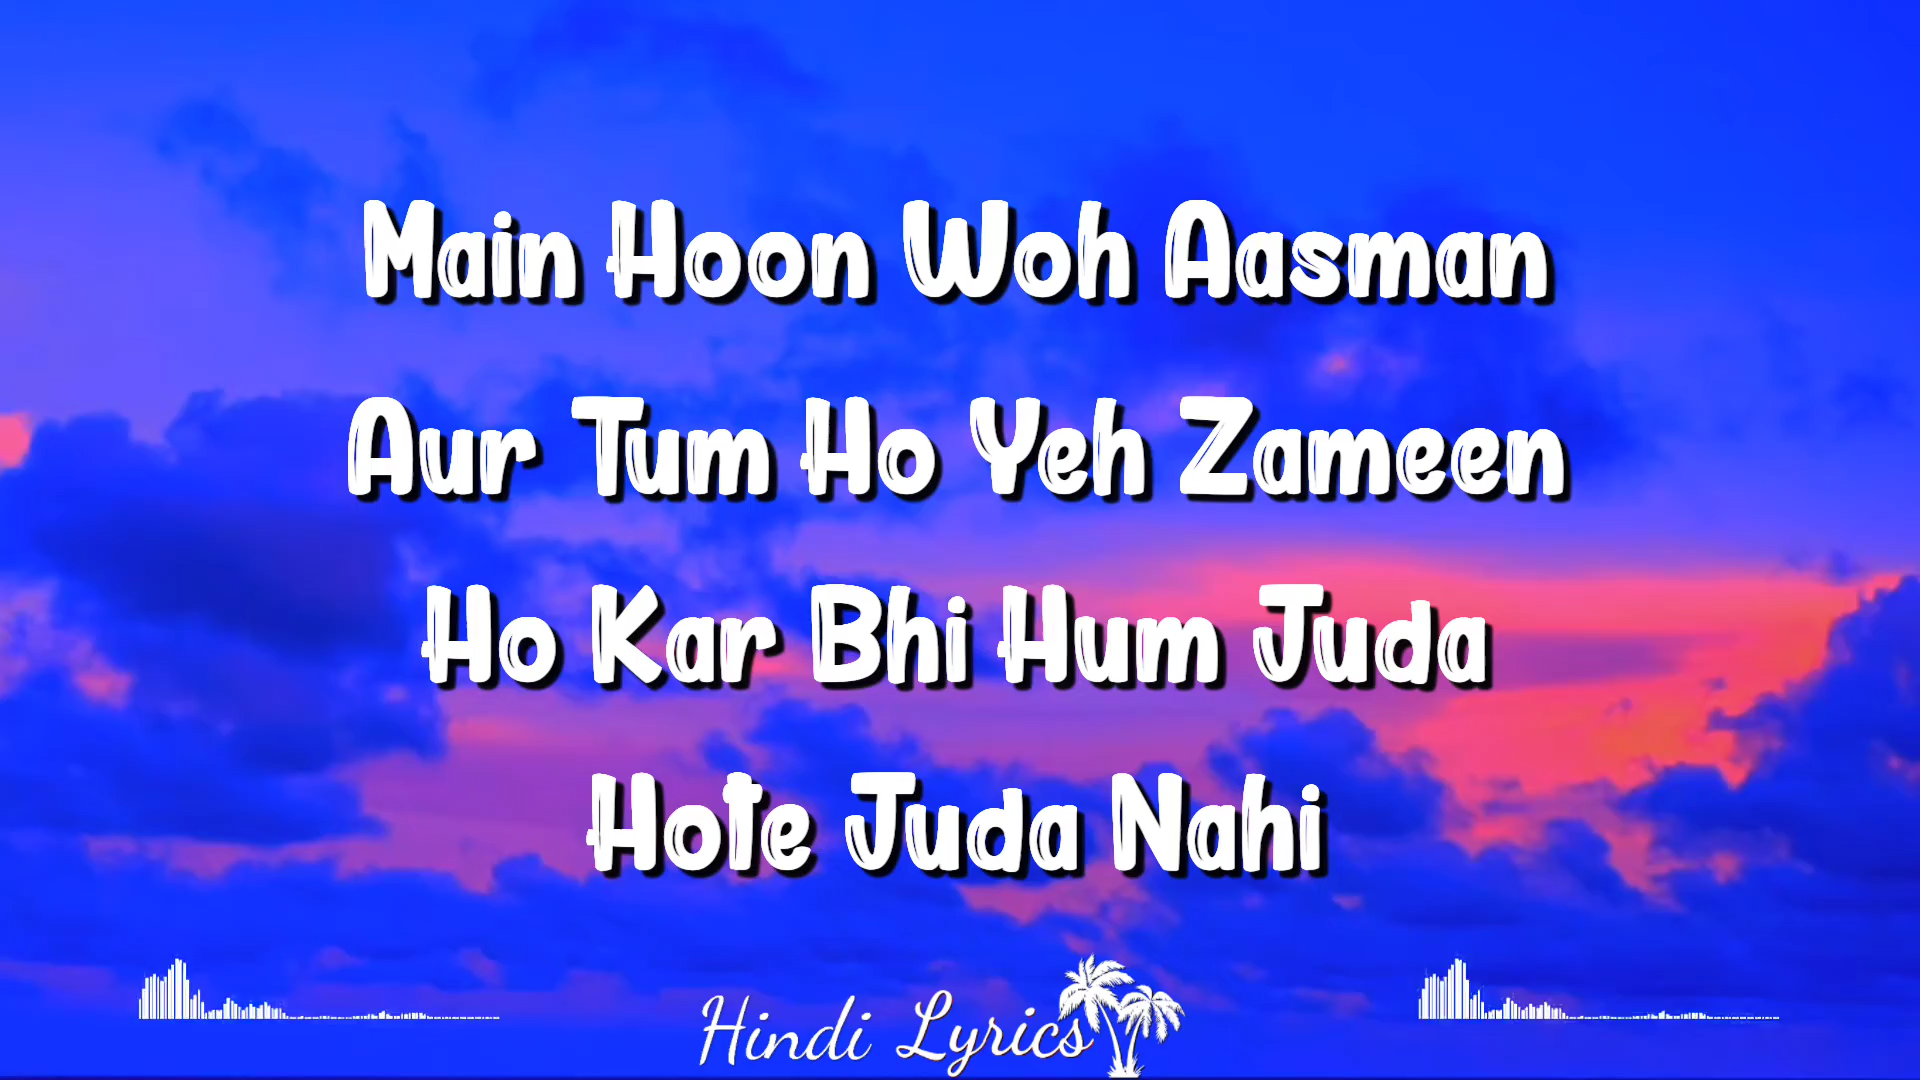 Main Hoon Woh Aasman
Aur Tum Ho Yeh Zameen
Ho Kar Bhi Hum Juda
Hote Juda Nahi
Hindi Lyrics